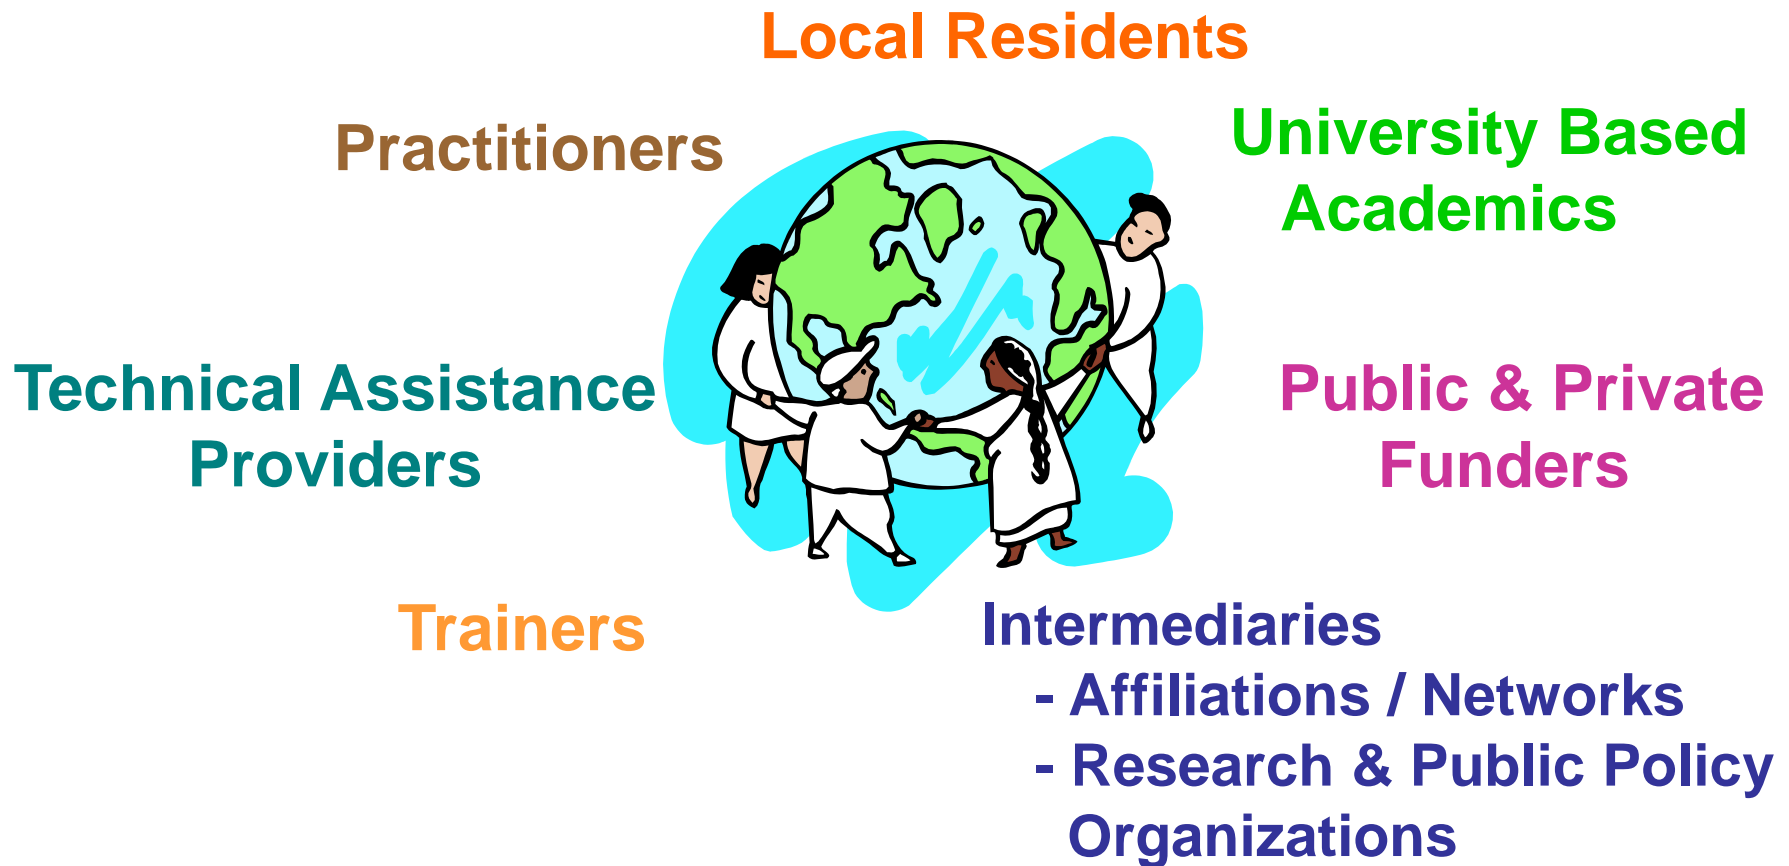 Local Residents
Practitioners
University Based
Academics
Technical Assistance
Providers
Public & Private
Funders
Trainers
Intermediaries
- Affiliations / Networks
- Research & Public Policy
Organizations